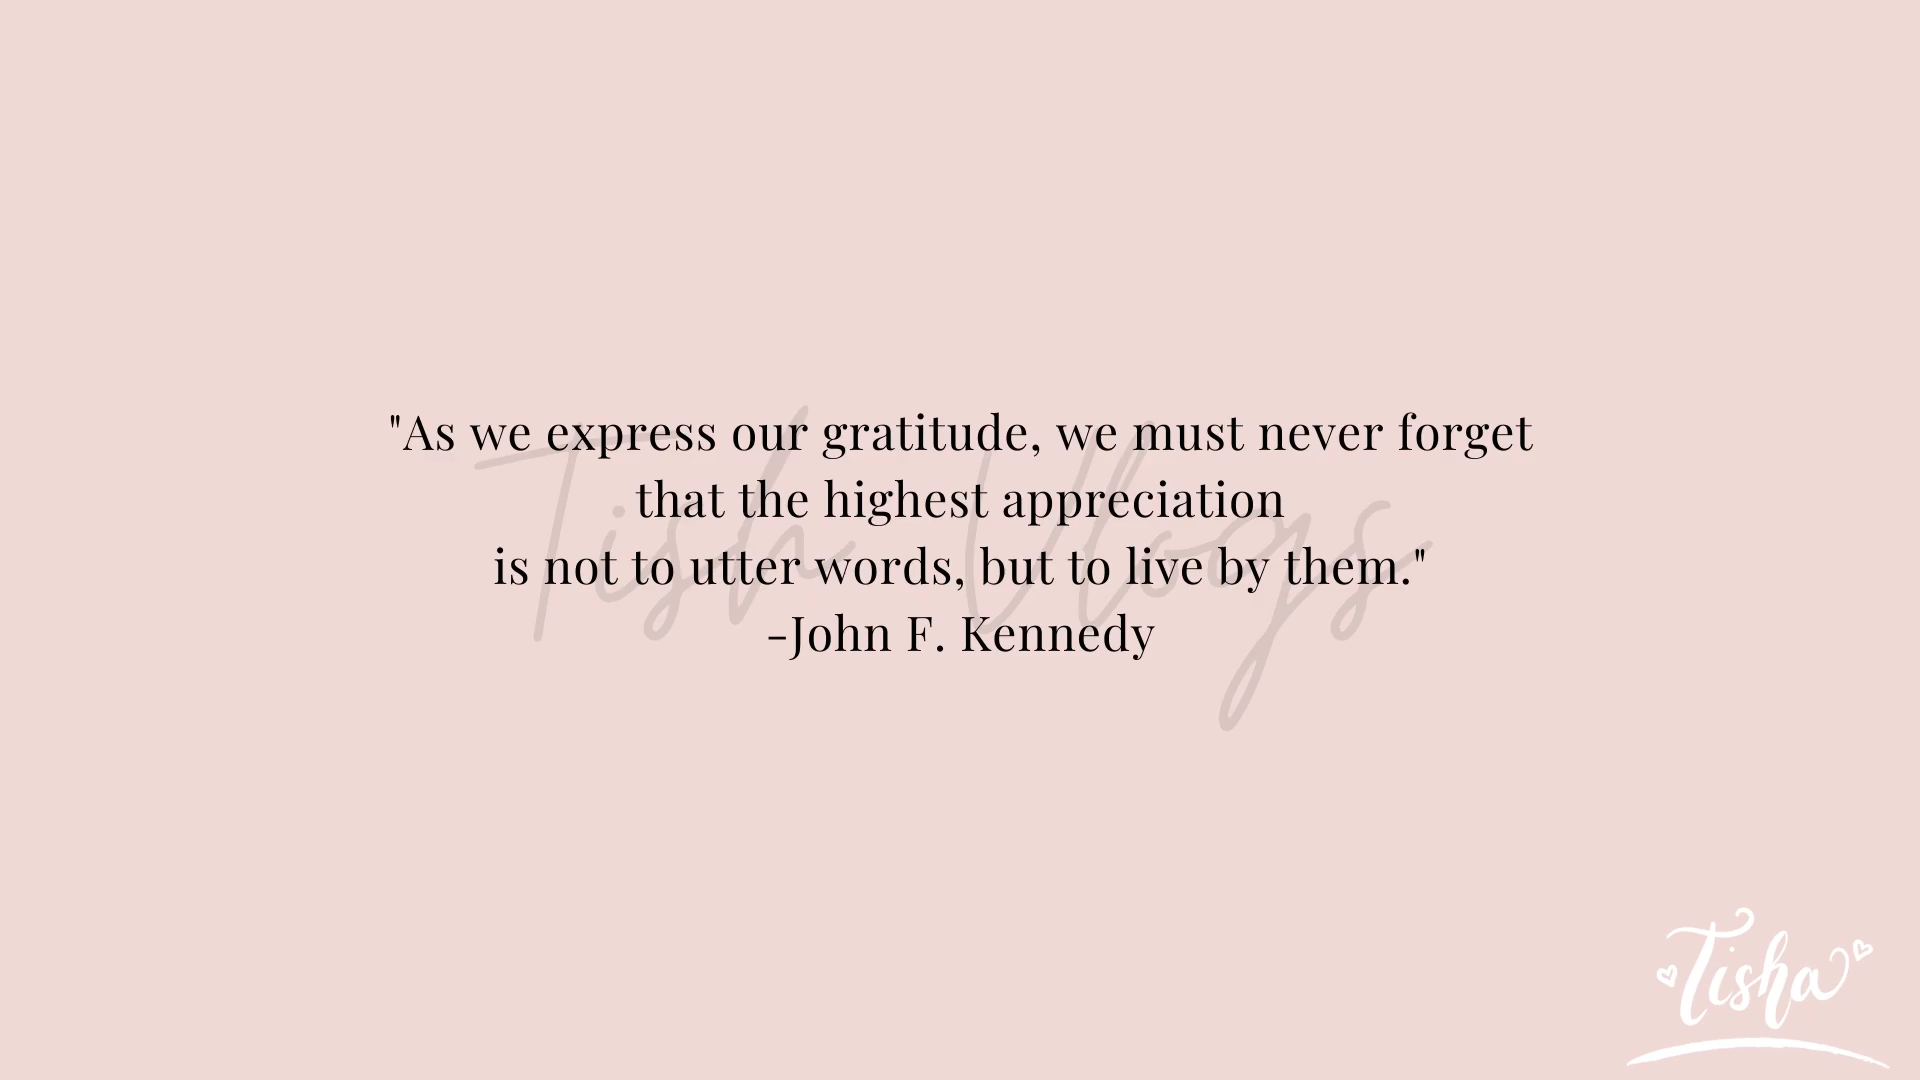 "As we express our gratitude, we must never forget
that the highest appreciation
is not to utter words, but to live by them."
-John F. Kennedy
Tish Vlogs
Tisha